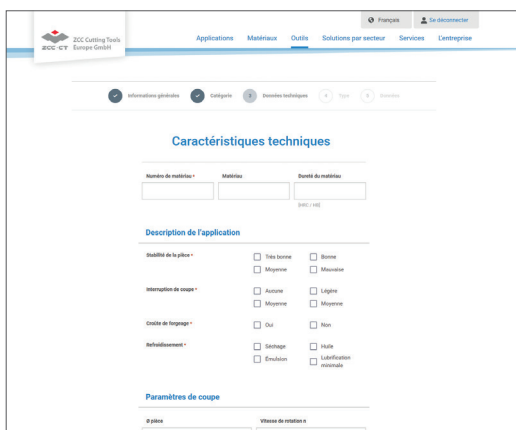 Français
Se déconnecter
ZCC Cutting Tools
Europe GmbH
ZCC-CT
Applications Matériaux Outils Solutions par secteur Services L'entreprise
Informations générales Catégorie 3 Données techniques 4 Type 5 Données
Caractéristiques techniques
Numéro de matériau * Matériau Dureté du matériau
[HRC / HB]
Description de l'application
Stabilité de la pièce * Très bonne Bonne
Moyenne Mauvaise
Interruption de coupe * Aucune Légère
Moyenne Moyenne
Croûte de forgeage * Oui Non
Refroidissement * Séchage Huile
Émulsion Lubrification
minimale
Paramètres de coupe
Ø pièce Vitesse de rotation n